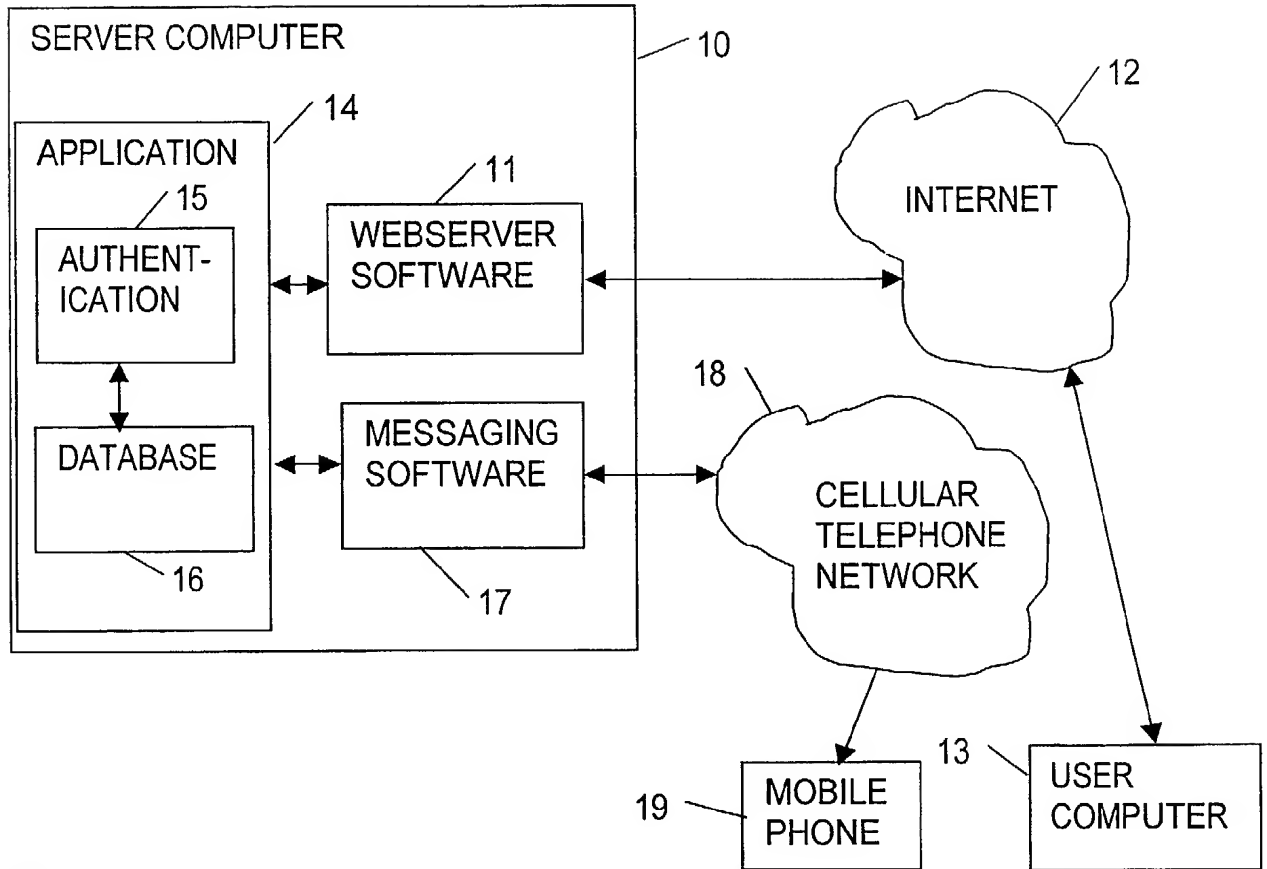 SERVER COMPUTER
10
12
14
APPLICATION
11
15
WEBSERVER
SOFTWARE
INTERNET
AUTHENT-
ICATION
18
MESSAGING
SOFTWARE
DATABASE
CELLULAR
TELEPHONE
NETWORK
16
17
13
USER
COMPUTER
19
MOBILE
PHONE